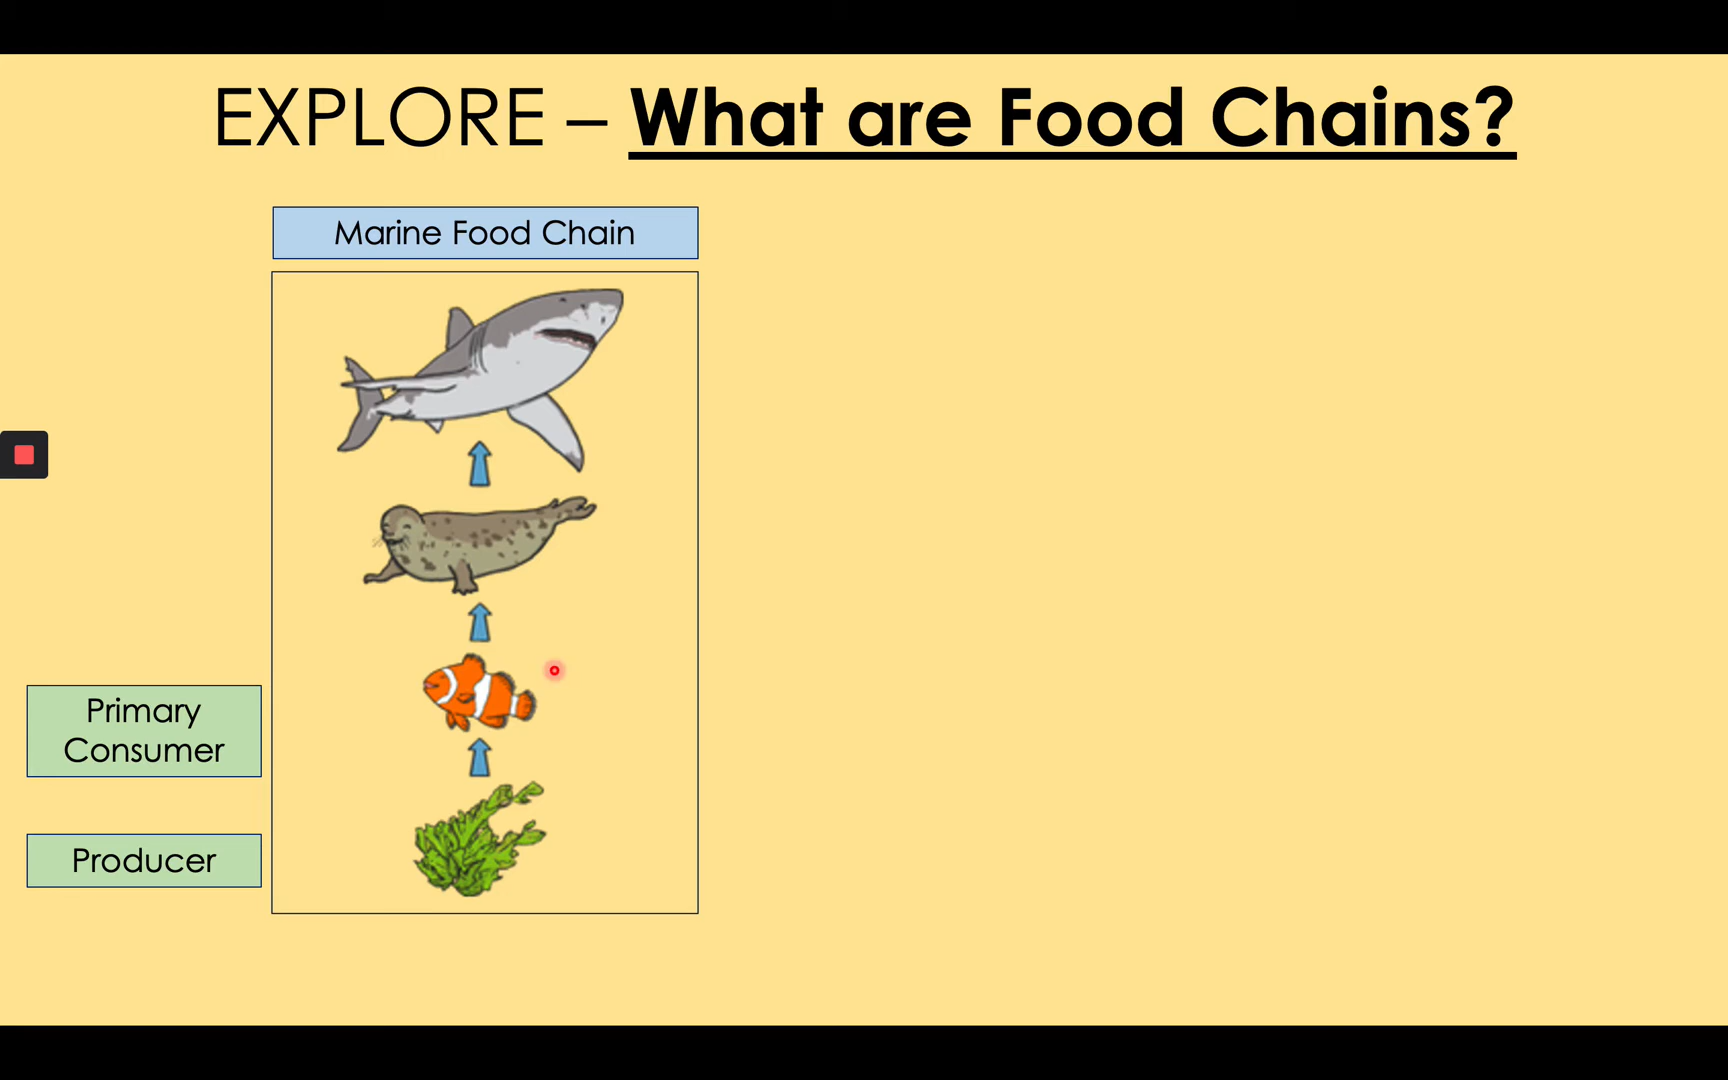 EXPLORE – What are Food Chains?
Marine Food Chain
Primary
Consumer
Producer